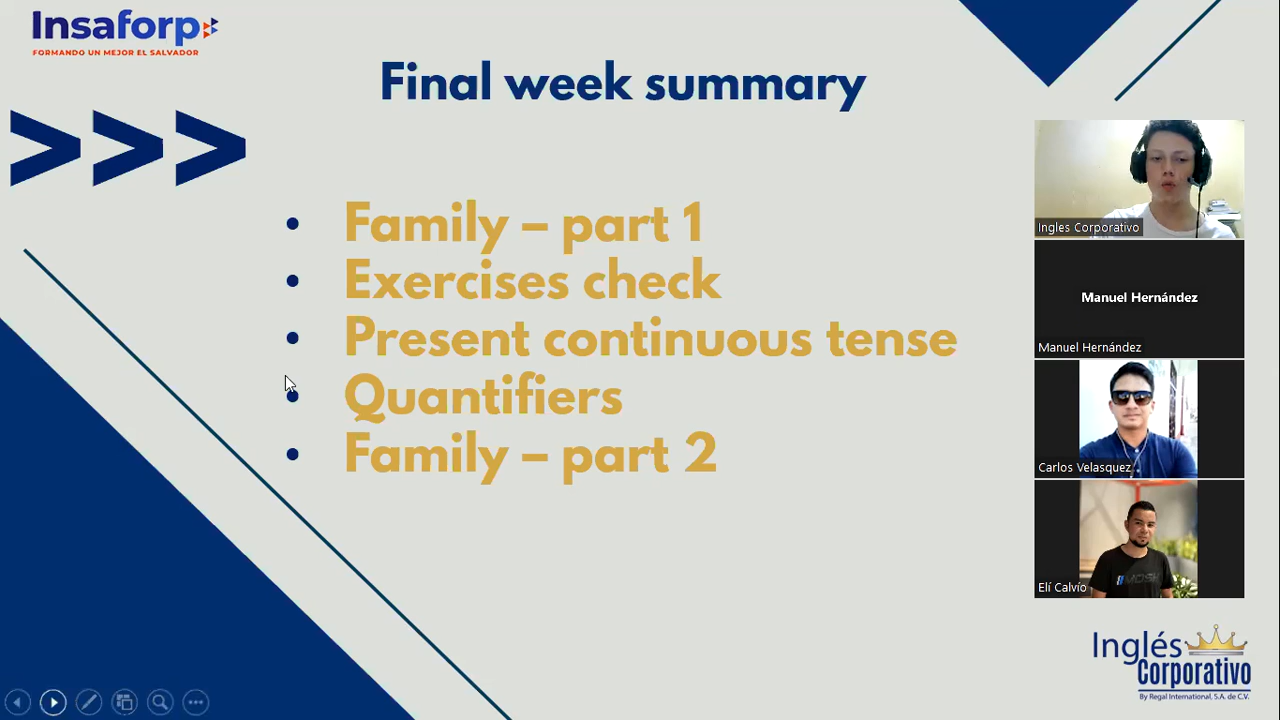 Insaforp
FORMANDO UN MEJOR EL SALVADOR
Final week summary
>>>
• Family – part 1
• Exercises check
• Present continuous tense
• Quantifiers
• Family – part 2
Ingles Corporativo
Manuel Hernández
Manuel Hernández
Carlos Velasquez
Elí Calvío
Inglés
Corporativo
By Regal International, S.A. de C.V.